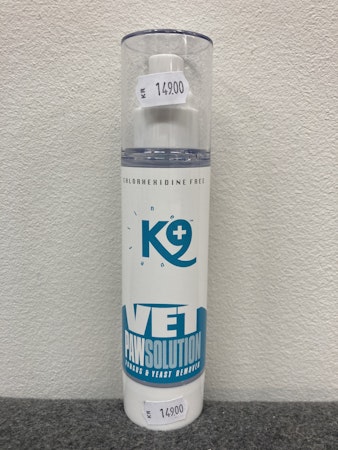 KR 149.00
CHLORHEXIDINE FREE
K9
VET
PAWSOLUTION
FUNGUS & YEAST REMOVER
KR 149.00